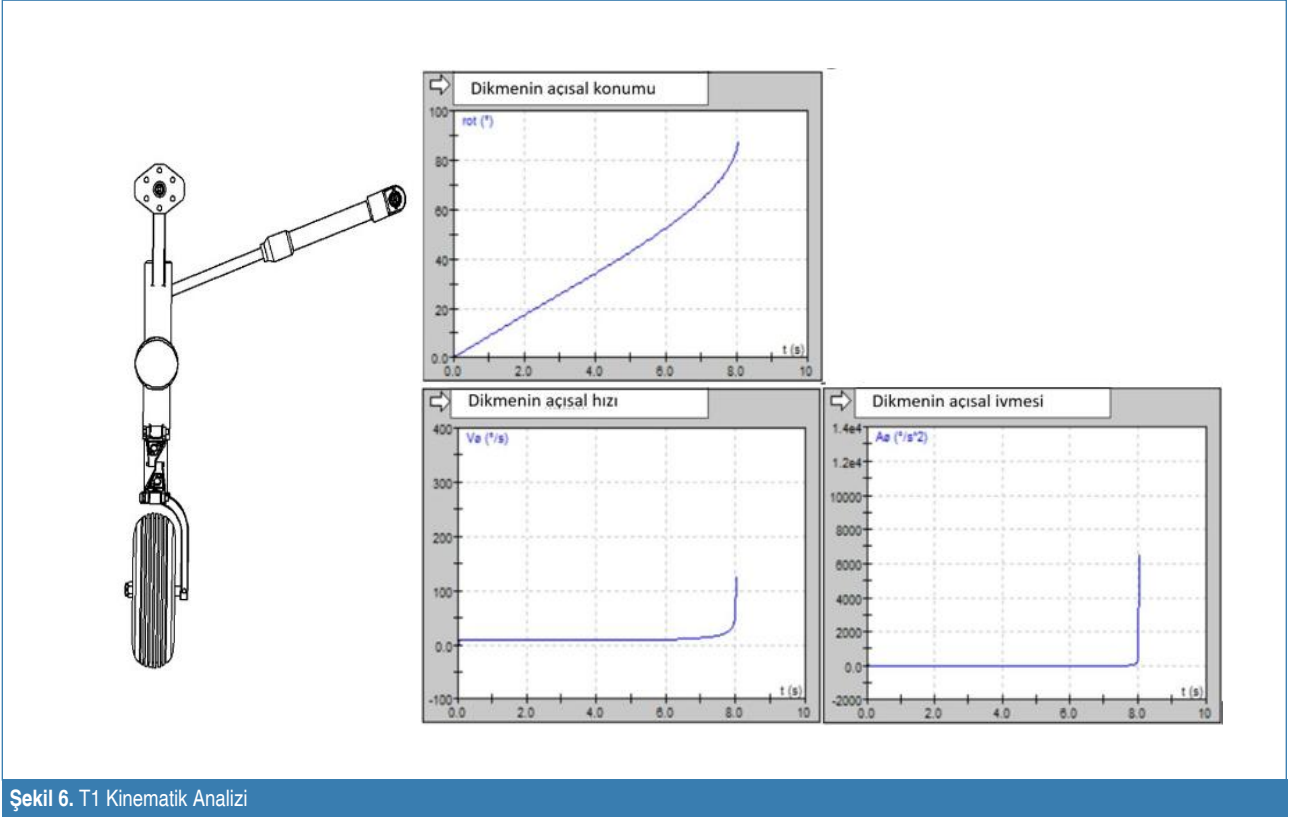 Dikmenin açısal konumu
rot (°)
100
80
60
40
20
0.0
t (s)
0.0 2.0 4.0 6.0 8.0 10
Dikmenin açısal hızı
Vø (°/s)
400
300
200
100
0.0
-100
t (s)
0.0 2.0 4.0 6.0 8.0 10
Dikmenin açısal ivmesi
Aø (°/s^2)
1.4e4
1.2e4
10000
8000
6000
4000
2000
0.0
-2000
t (s)
0.0 2.0 4.0 6.0 8.0 10
Şekil 6. T1 Kinematik Analizi